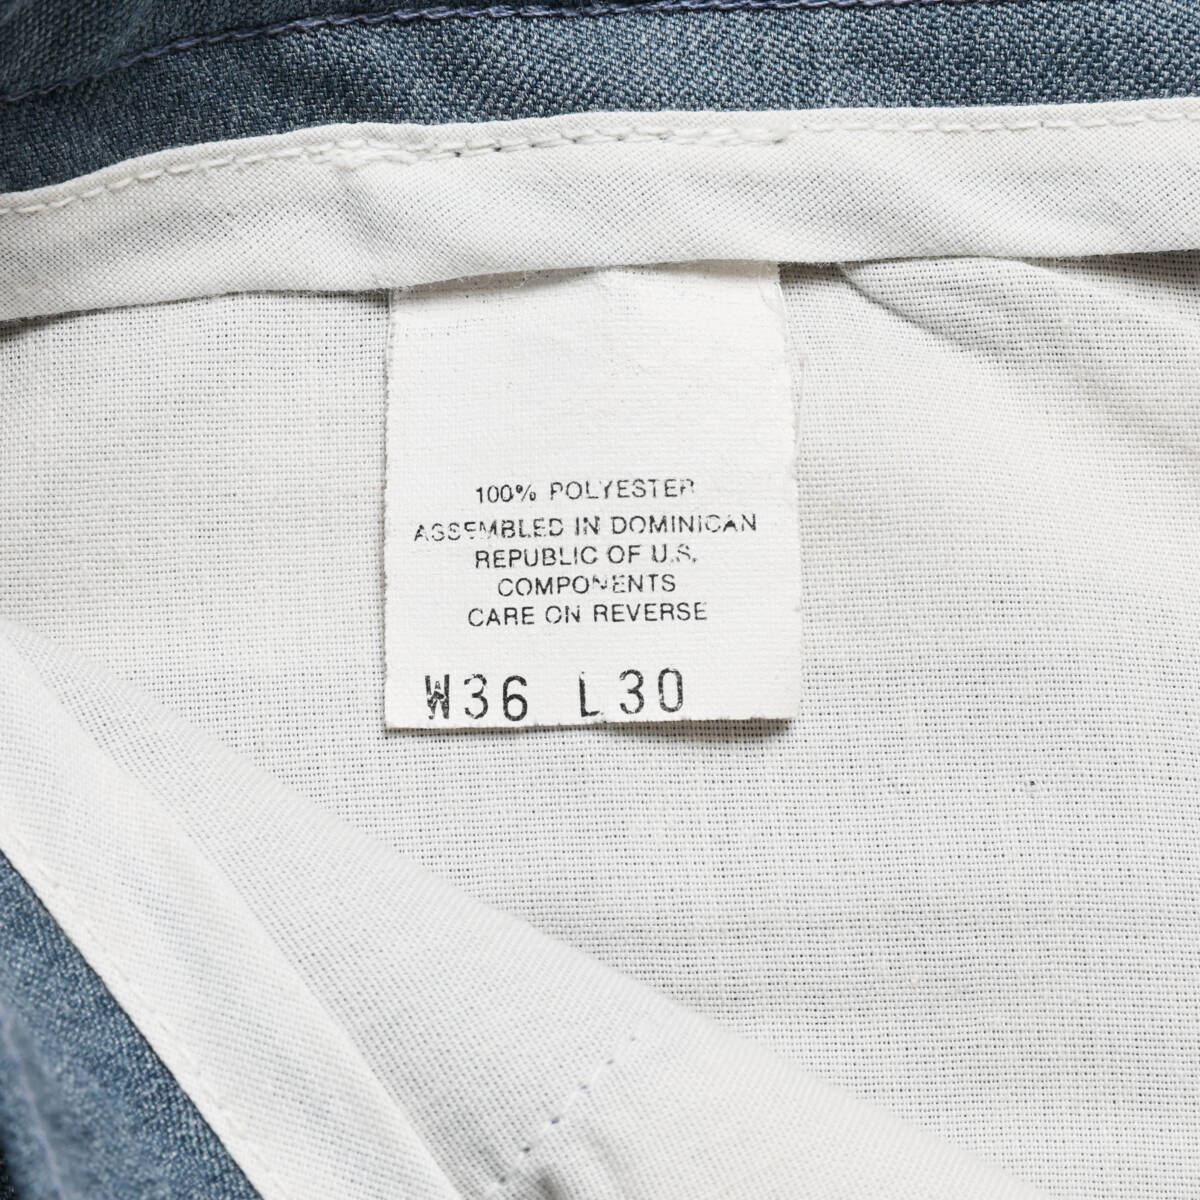 100% POLYESTER
ASSEMBLED IN DOMINICAN
REPUBLIC OF U.S.
COMPONENTS
CARE ON REVERSE
W36 L30